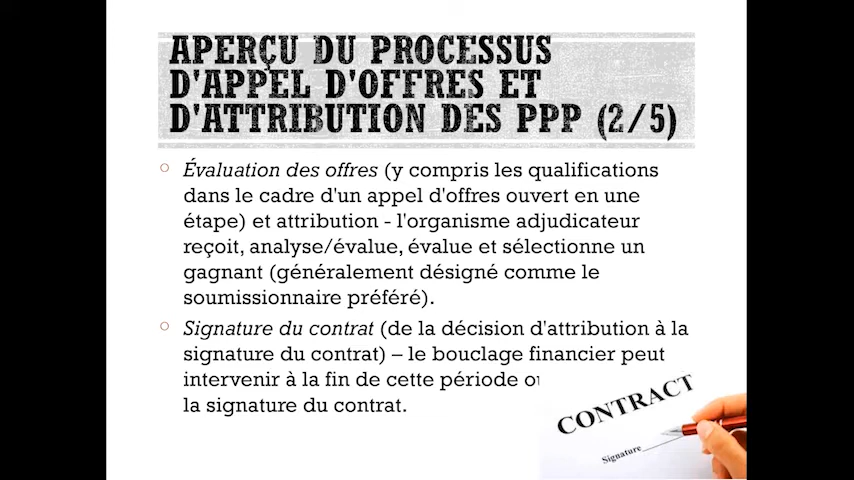 APERÇU DU PROCESSUS
D'APPEL D'OFFRES ET
D'ATTRIBUTION DES PPP (2/5)
Évaluation des offres (y compris les qualifications
dans le cadre d'un appel d'offres ouvert en une
étape) et attribution - l'organisme adjudicateur
reçoit, analyse/évalue, évalue et sélectionne un
gagnant (généralement désigné comme le
soumissionnaire préféré).
Signature du contrat (de la décision d'attribution à la
signature du contrat) – le bouclage financier peut
intervenir à la fin de cette période
la signature du contrat.
CONTRACT
Signature